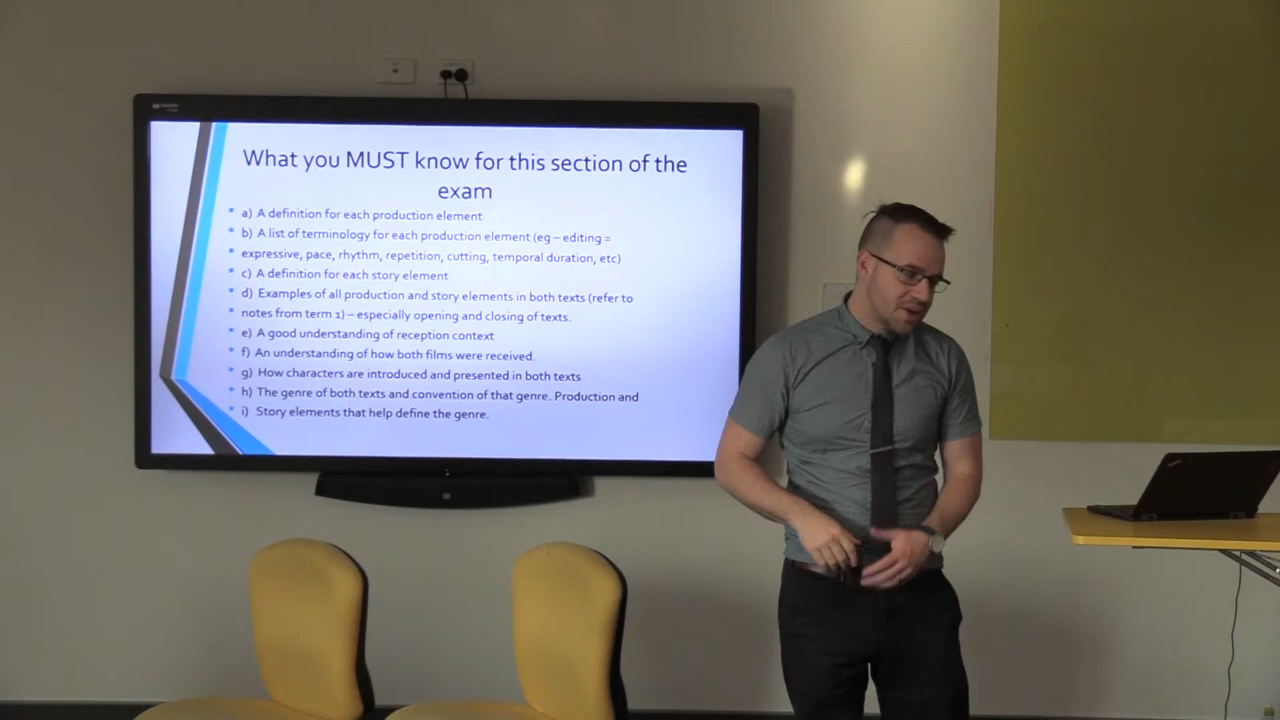 What you MUST know for this section of the
exam
a) A definition for each production element
b) A list of terminology for each production element (eg – editing =
expressive, pace, rhythm, repetition, cutting, temporal duration, etc)
c) A definition for each story element
d) Examples of all production and story elements in both texts (refer to
notes from term 1) – especially opening and closing of texts.
e) A good understanding of reception context
f) An understanding of how both films were received.
g) How characters are introduced and presented in both texts
h) The genre of both texts and convention of that genre. Production and
i) Story elements that help define the genre.